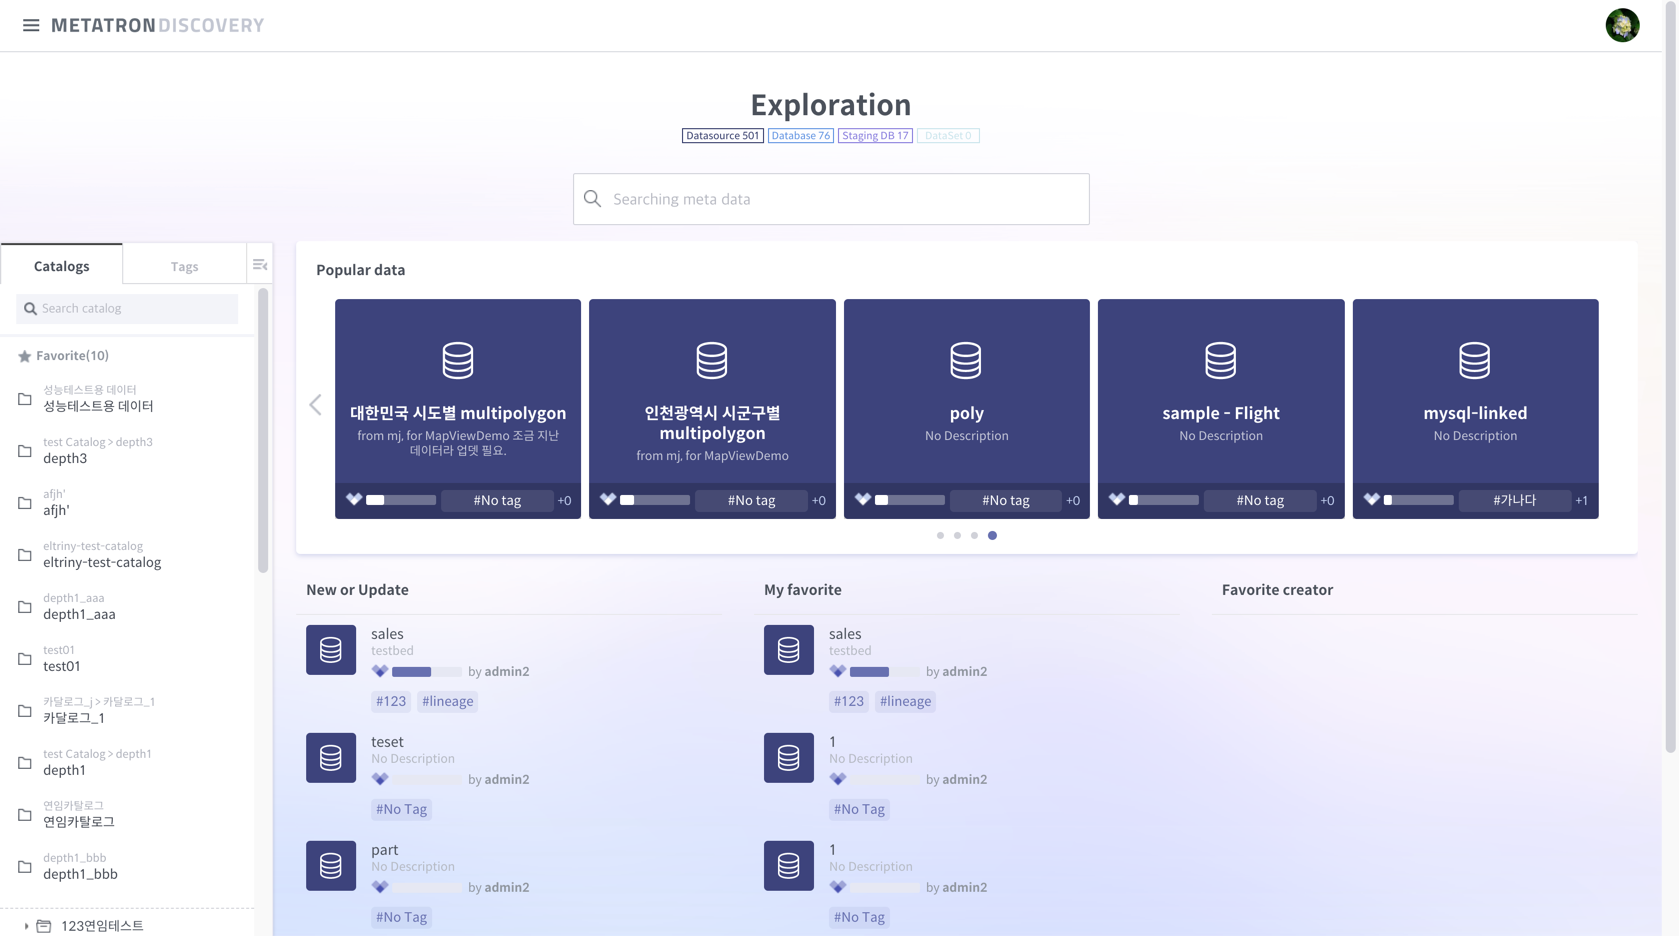 METATRON DISCOVERY
Exploration
Datasource 501
Database 76
Staging DB 17
DataSet 0
Searching meta data
Catalogs
Tags
Search catalog
Favorite(10)
성능테스트용 데이터
성능테스트용 데이터
test Catalog > depth3
depth3
afjh'
afjh'
eltriny-test-catalog
eltriny-test-catalog
depth1_aaa
depth1_aaa
test01
test01
카달로그_j > 카달로그_1
카달로그_1
test Catalog > depth1
depth1
연임카탈로그
연임카탈로그
depth1_bbb
depth1_bbb
123연임테스트
Popular data
대한민국 시도별 multipolygon
from mj, for MapViewDemo 조금 지난
데이터라 업뎃 필요.
#No tag
+0
인천광역시 시군구별
multipolygon
from mj, for MapViewDemo
#No tag
+0
poly
No Description
#No tag
+0
sample - Flight
No Description
#No tag
+0
mysql-linked
No Description
#가나다
+1
New or Update
sales
testbed
by admin2
#123 #lineage
teset
No Description
by admin2
#No Tag
part
No Description
by admin2
#No Tag
My favorite
sales
testbed
by admin2
#123 #lineage
1
No Description
by admin2
#No Tag
1
No Description
by admin2
#No Tag
Favorite creator